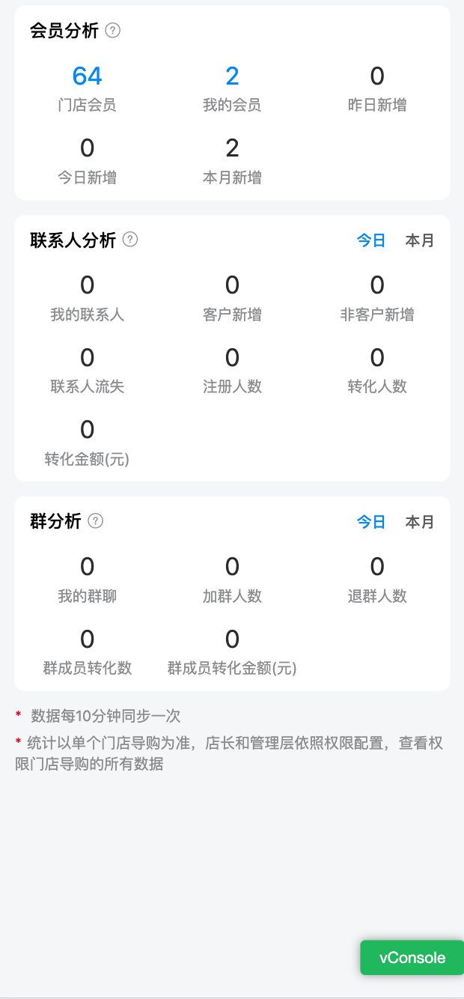 会员分析 ?
64 2 0
门店会员 我的会员 昨日新增
0 2
今日新增 本月新增
联系人分析 ? 今日 本月
0 0 0
我的联系人 客户新增 非客户新增
0 0 0
联系人流失 注册人数 转化人数
0
转化金额(元)
群分析 ? 今日 本月
0 0 0
我的群聊 加群人数 退群人数
0 0
群成员转化数 群成员转化金额(元)
* 数据每10分钟同步一次
* 统计以单个门店导购为准，店长和管理层依照权限配置，查看权
限门店导购的所有数据
vConsole